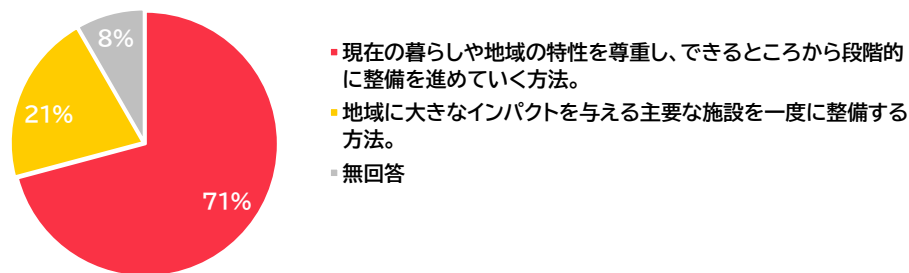 8%
21%
71%
現在の暮らしや地域の特性を尊重し、できるところから段階的
に整備を進めていく方法。
地域に大きなインパクトを与える主要な施設を一度に整備する
方法。
無回答